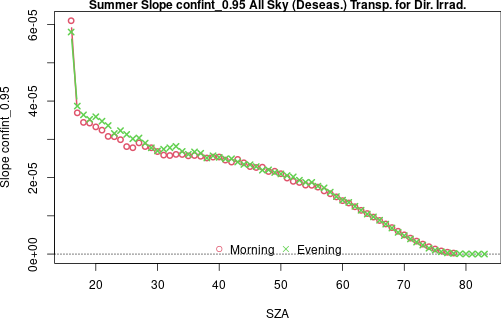 Summer Slope confint_0.95 All Sky (Deseas.) Transp. for Dir. Irrad.
Slope confint_0.95
6e-05
4e-05
2e-05
0e+00
Morning Evening
20 30 40 50 60 70 80
SZA